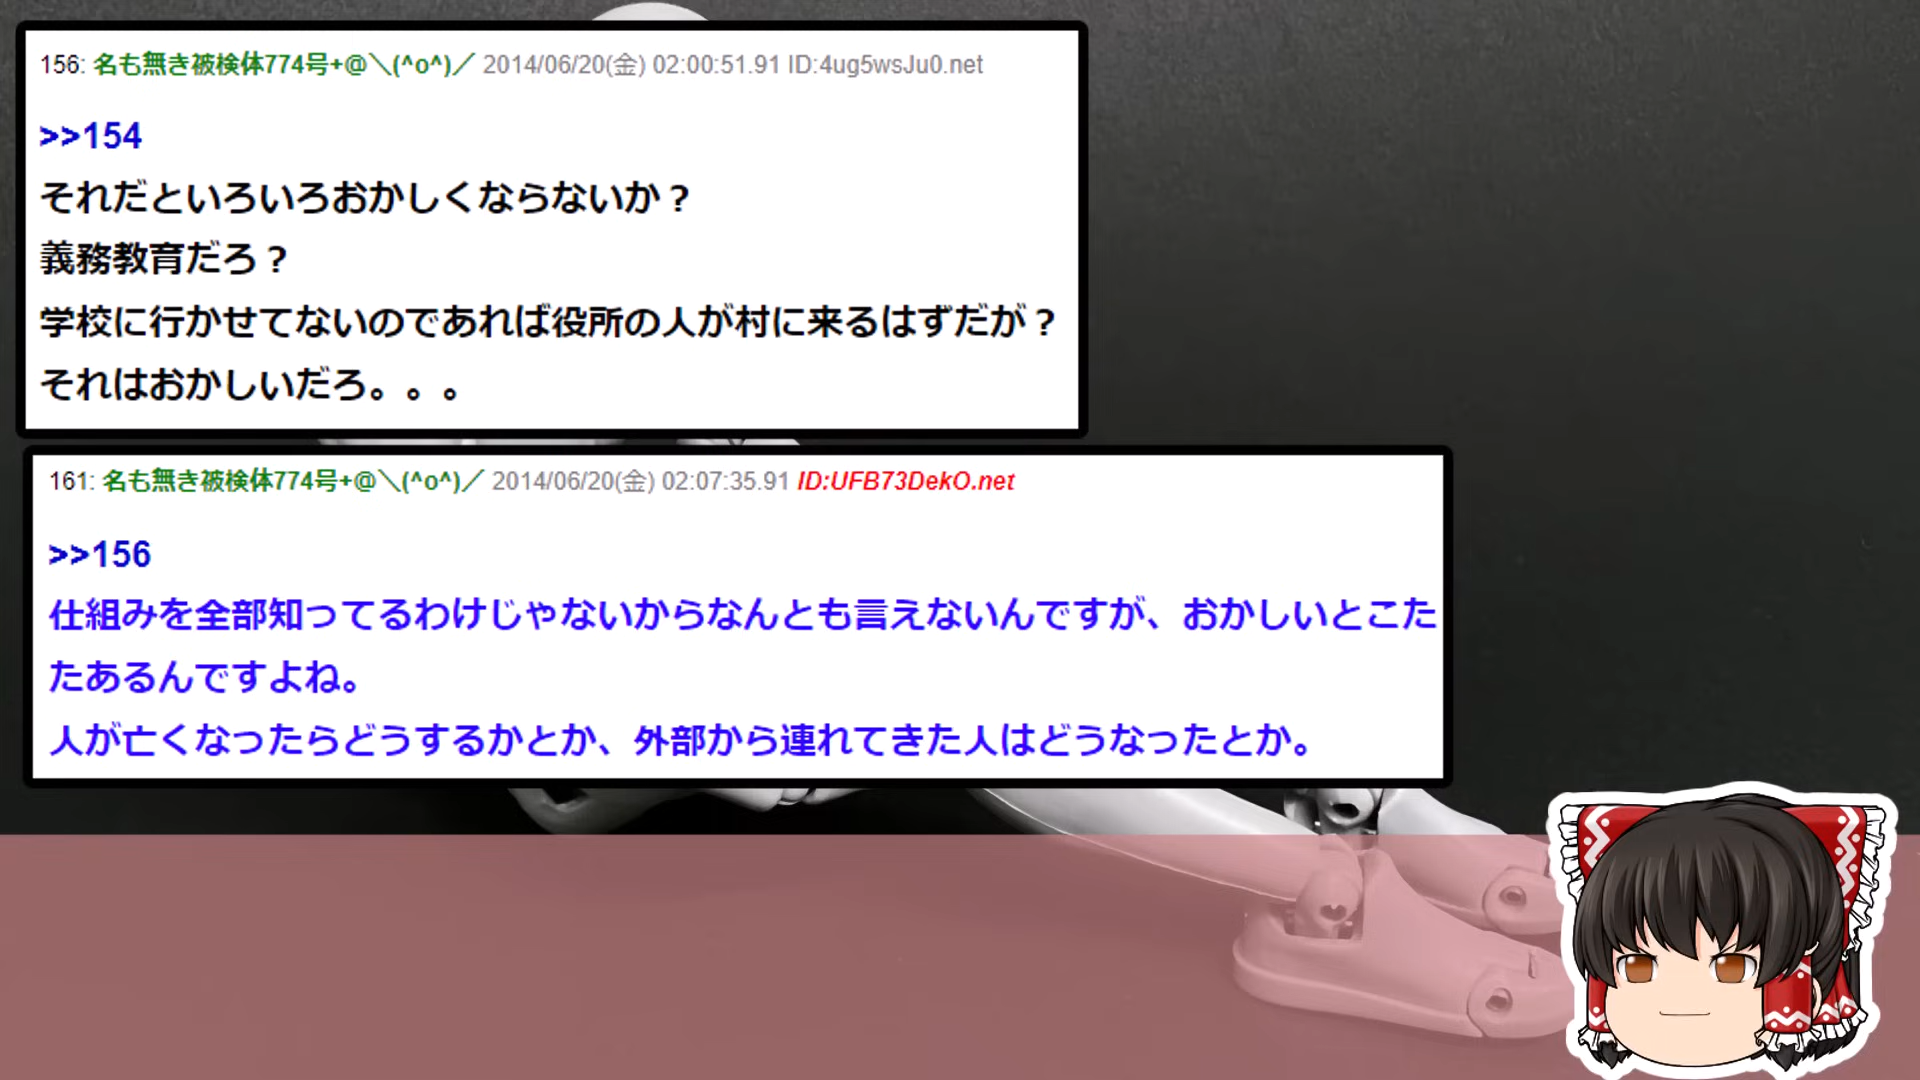 156: 名も無き被検体774号+@＼(^o^)／ 2014/06/20(金) 02:00:51.91 ID:4ug5wsJu0.net
>>154
それだといろいろおかしくならないか？
義務教育だろ？
学校に行かせてないのであれば役所の人が村に来るはずだが？
それはおかしいだろ。。。
161: 名も無き被検体774号+@＼(^o^)／ 2014/06/20(金) 02:07:35.91 ID:UFB73DekO.net
>>156
仕組みを全部知ってるわけじゃないからなんとも言えないんですが、おかしいとこた
たあるんですよね。
人が亡くなったらどうするかとか、外部から連れてきた人はどうなったとか。